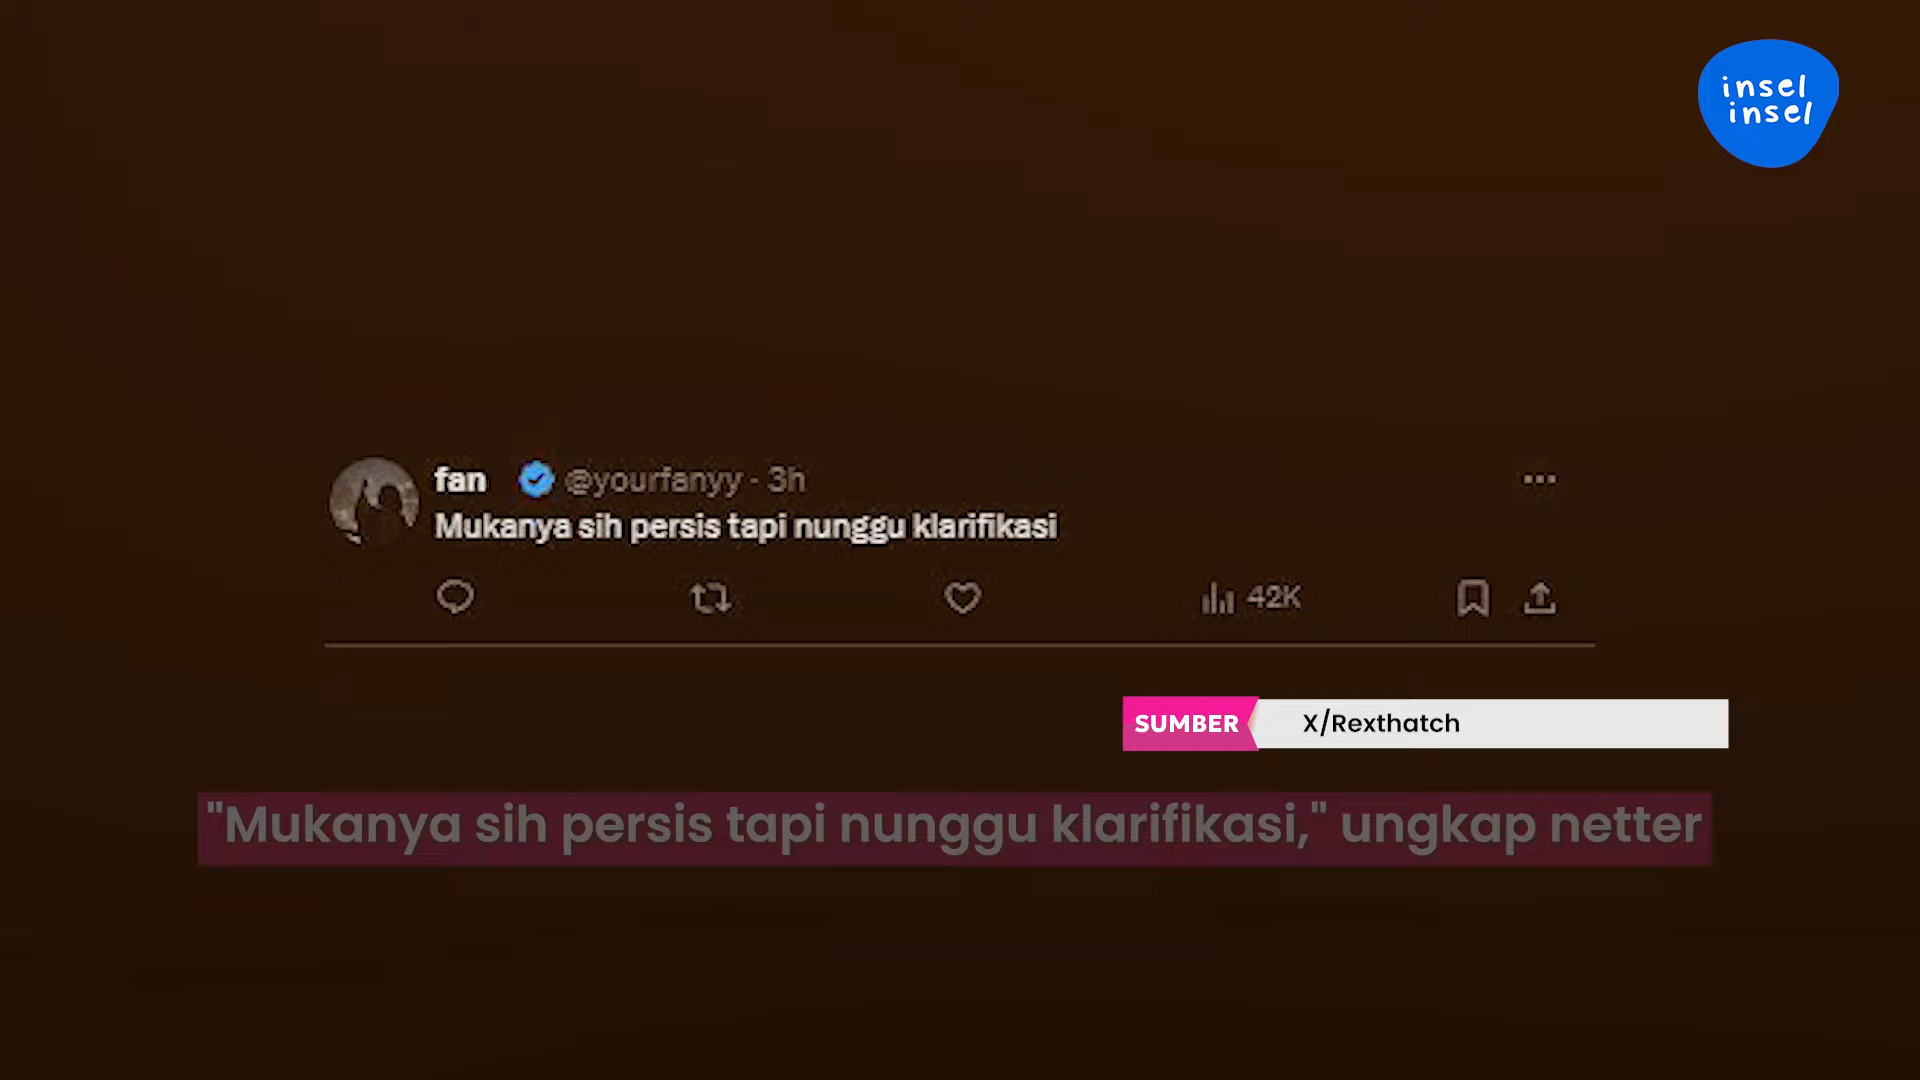 insel
insel
fan @yourfanyy · 3h
Mukanya sih persis tapi nunggu klarifikasi
42K
SUMBER X/Rexthatch
"Mukanya sih persis tapi nunggu klarifikasi," ungkap netter